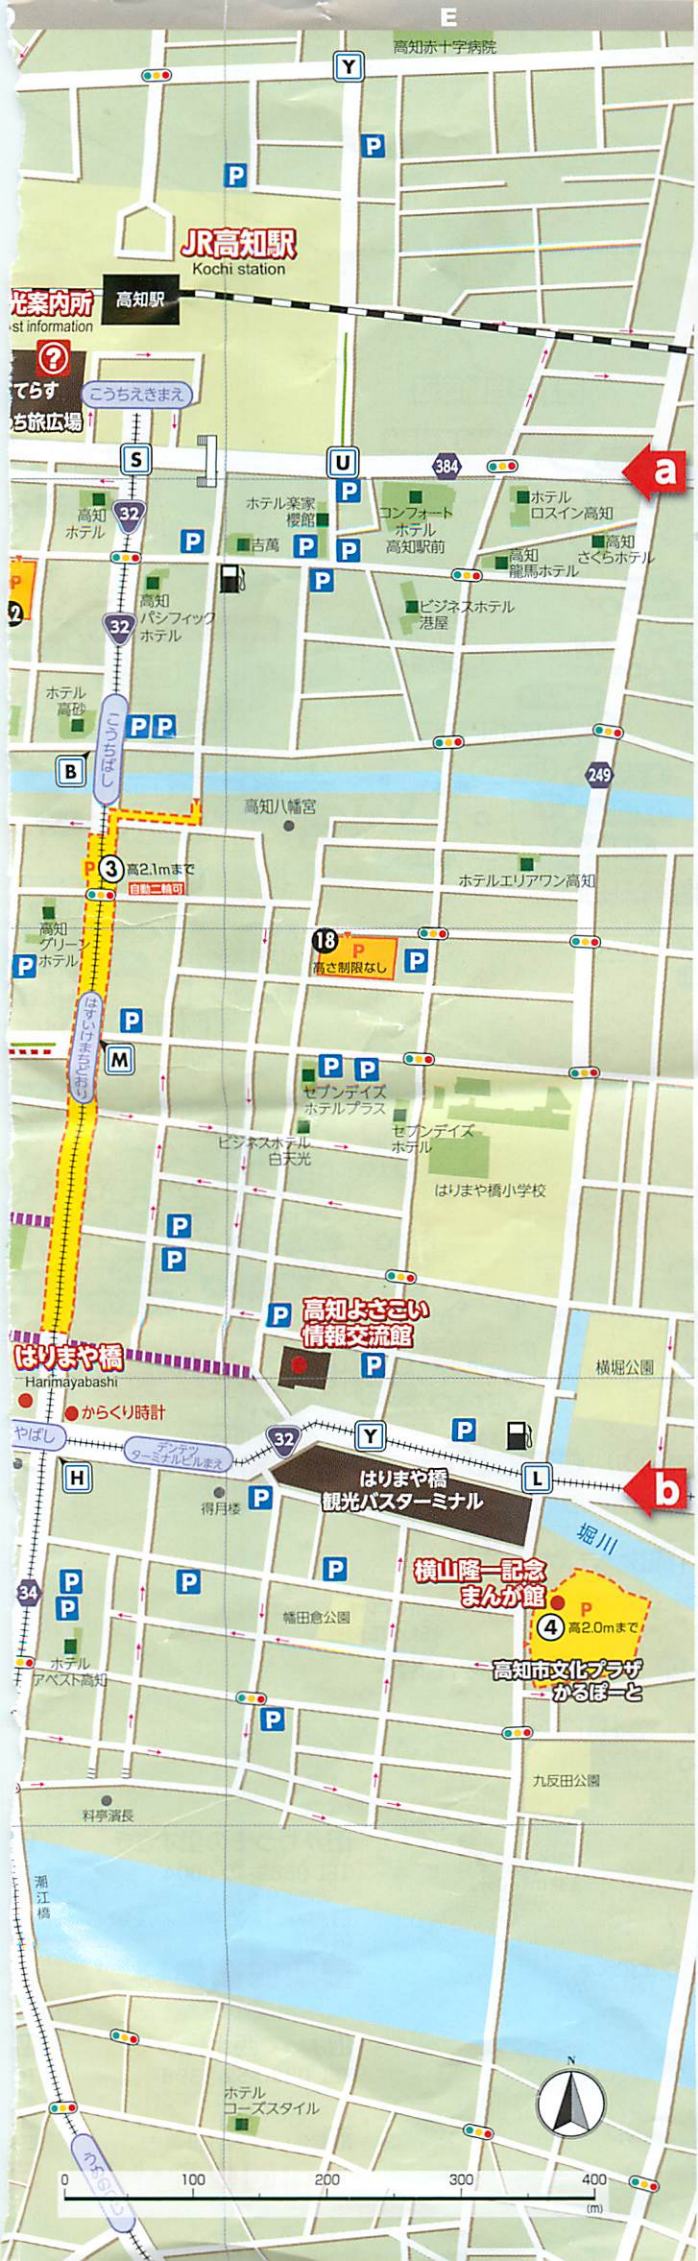 E
高知赤十字病院
Y
P
P
JR高知駅
Kochi station
光案内所
st information
高知駅
?
てらす
ち旅広場
こうちえきまえ
S
U
384
a
32
高知
ホテル
P
ホテル楽家
櫻館
吉萬
P
P
P
P
コンフォート
ホテル
高知駅前
ホテル
ロスイン高知
高知
さくらホテル
高知
龍馬ホテル
P
2
高知
パシフィック
ホテル
ビジネスホテル
港屋
32
ホテル
高砂
こうちばし
P P
B
249
高知八幡宮
P
3
高2.1mまで
自動二輪可
ホテルエリアワン高知
高知
グリーン
ホテル
P
18
P
高さ制限なし
P
はすいけまちどおり
P
M
P P
セブンデイズ
ホテルプラス
ビジネスホテル
白天光
セブンデイズ
ホテル
はりまや橋小学校
P
P
P
高知よさこい
情報交流館
P
はりまや橋
Harimayabashi
からくり時計
横堀公園
やばし
デンテツ
ターミナルビルまえ
32
Y
P
H
得月楼
P
はりまや橋
観光バスターミナル
L
b
堀川
34
P
P
P
P
幡田倉公園
横山隆一記念
まんが館
P
4
高2.0mまで
高知市文化プラザ
かるぽーと
ホテル
アベスト高知
P
九反田公園
料亭濱長
潮江橋
ホテル
コーズスタイル
N
0 100 200 300 400
(m)